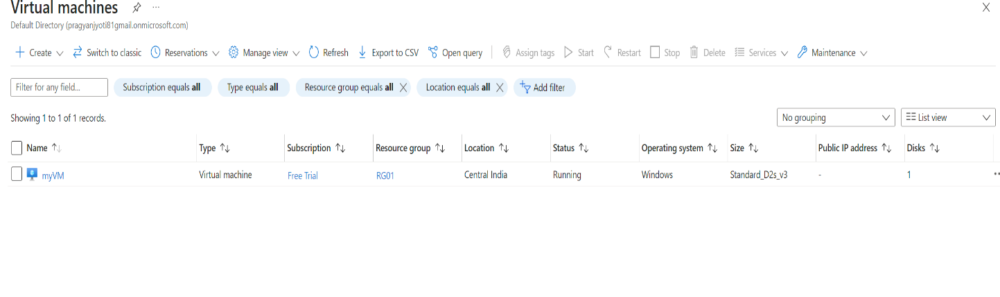 Virtual machines ...
Default Directory (pragyanjyoti81gmail.onmicrosoft.com)
Create Switch to classic Reservations Manage view Refresh Export to CSV Open query Assign tags Start Restart Stop Delete Services Maintenance
Filter for any field... Subscription equals all Type equals all Resource group equals all Location equals all Add filter
Showing 1 to 1 of 1 records. No grouping List view
Name Type Subscription Resource group Location Status Operating system Size Public IP address Disks
myVM Virtual machine Free Trial RG01 Central India Running Windows Standard_D2s_v3 - 1